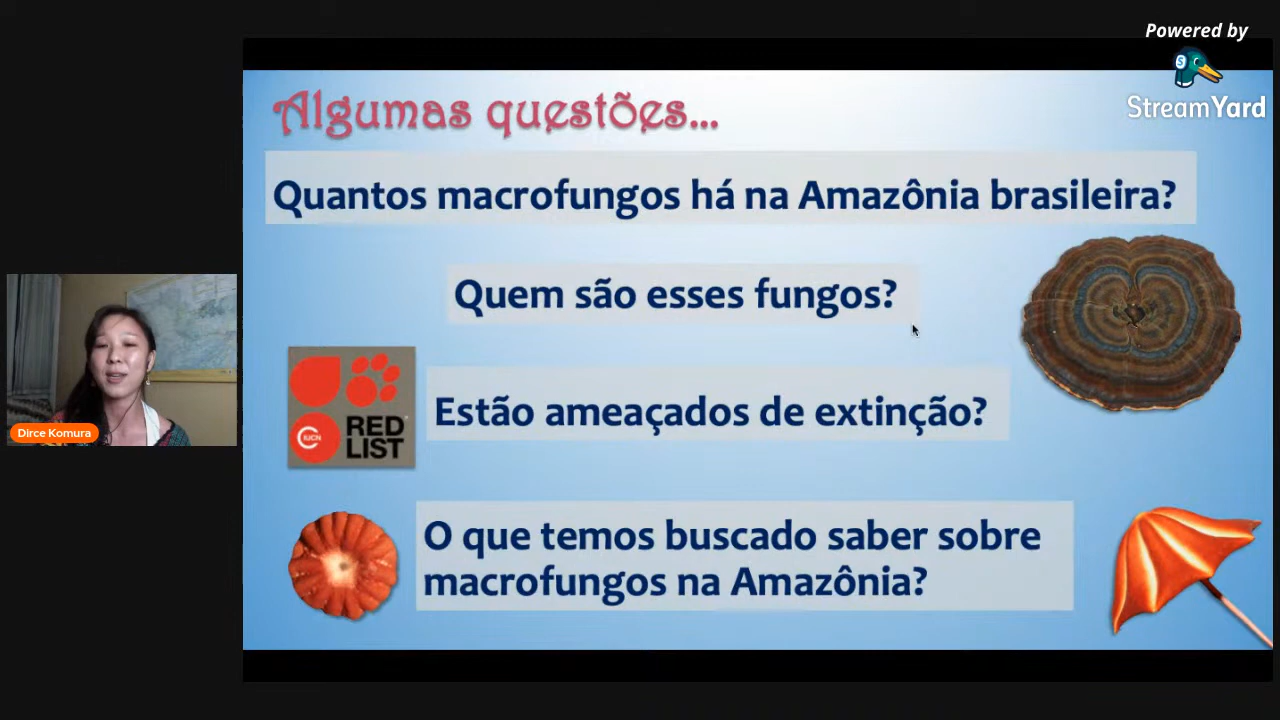 Powered by
StreamYard
Algumas questões...
Quantos macrofungos há na Amazônia brasileira?
Quem são esses fungos?
IUCN
RED
LIST
Estão ameaçados de extinção?
Dirce Komura
O que temos buscado saber sobre
macrofungos na Amazônia?